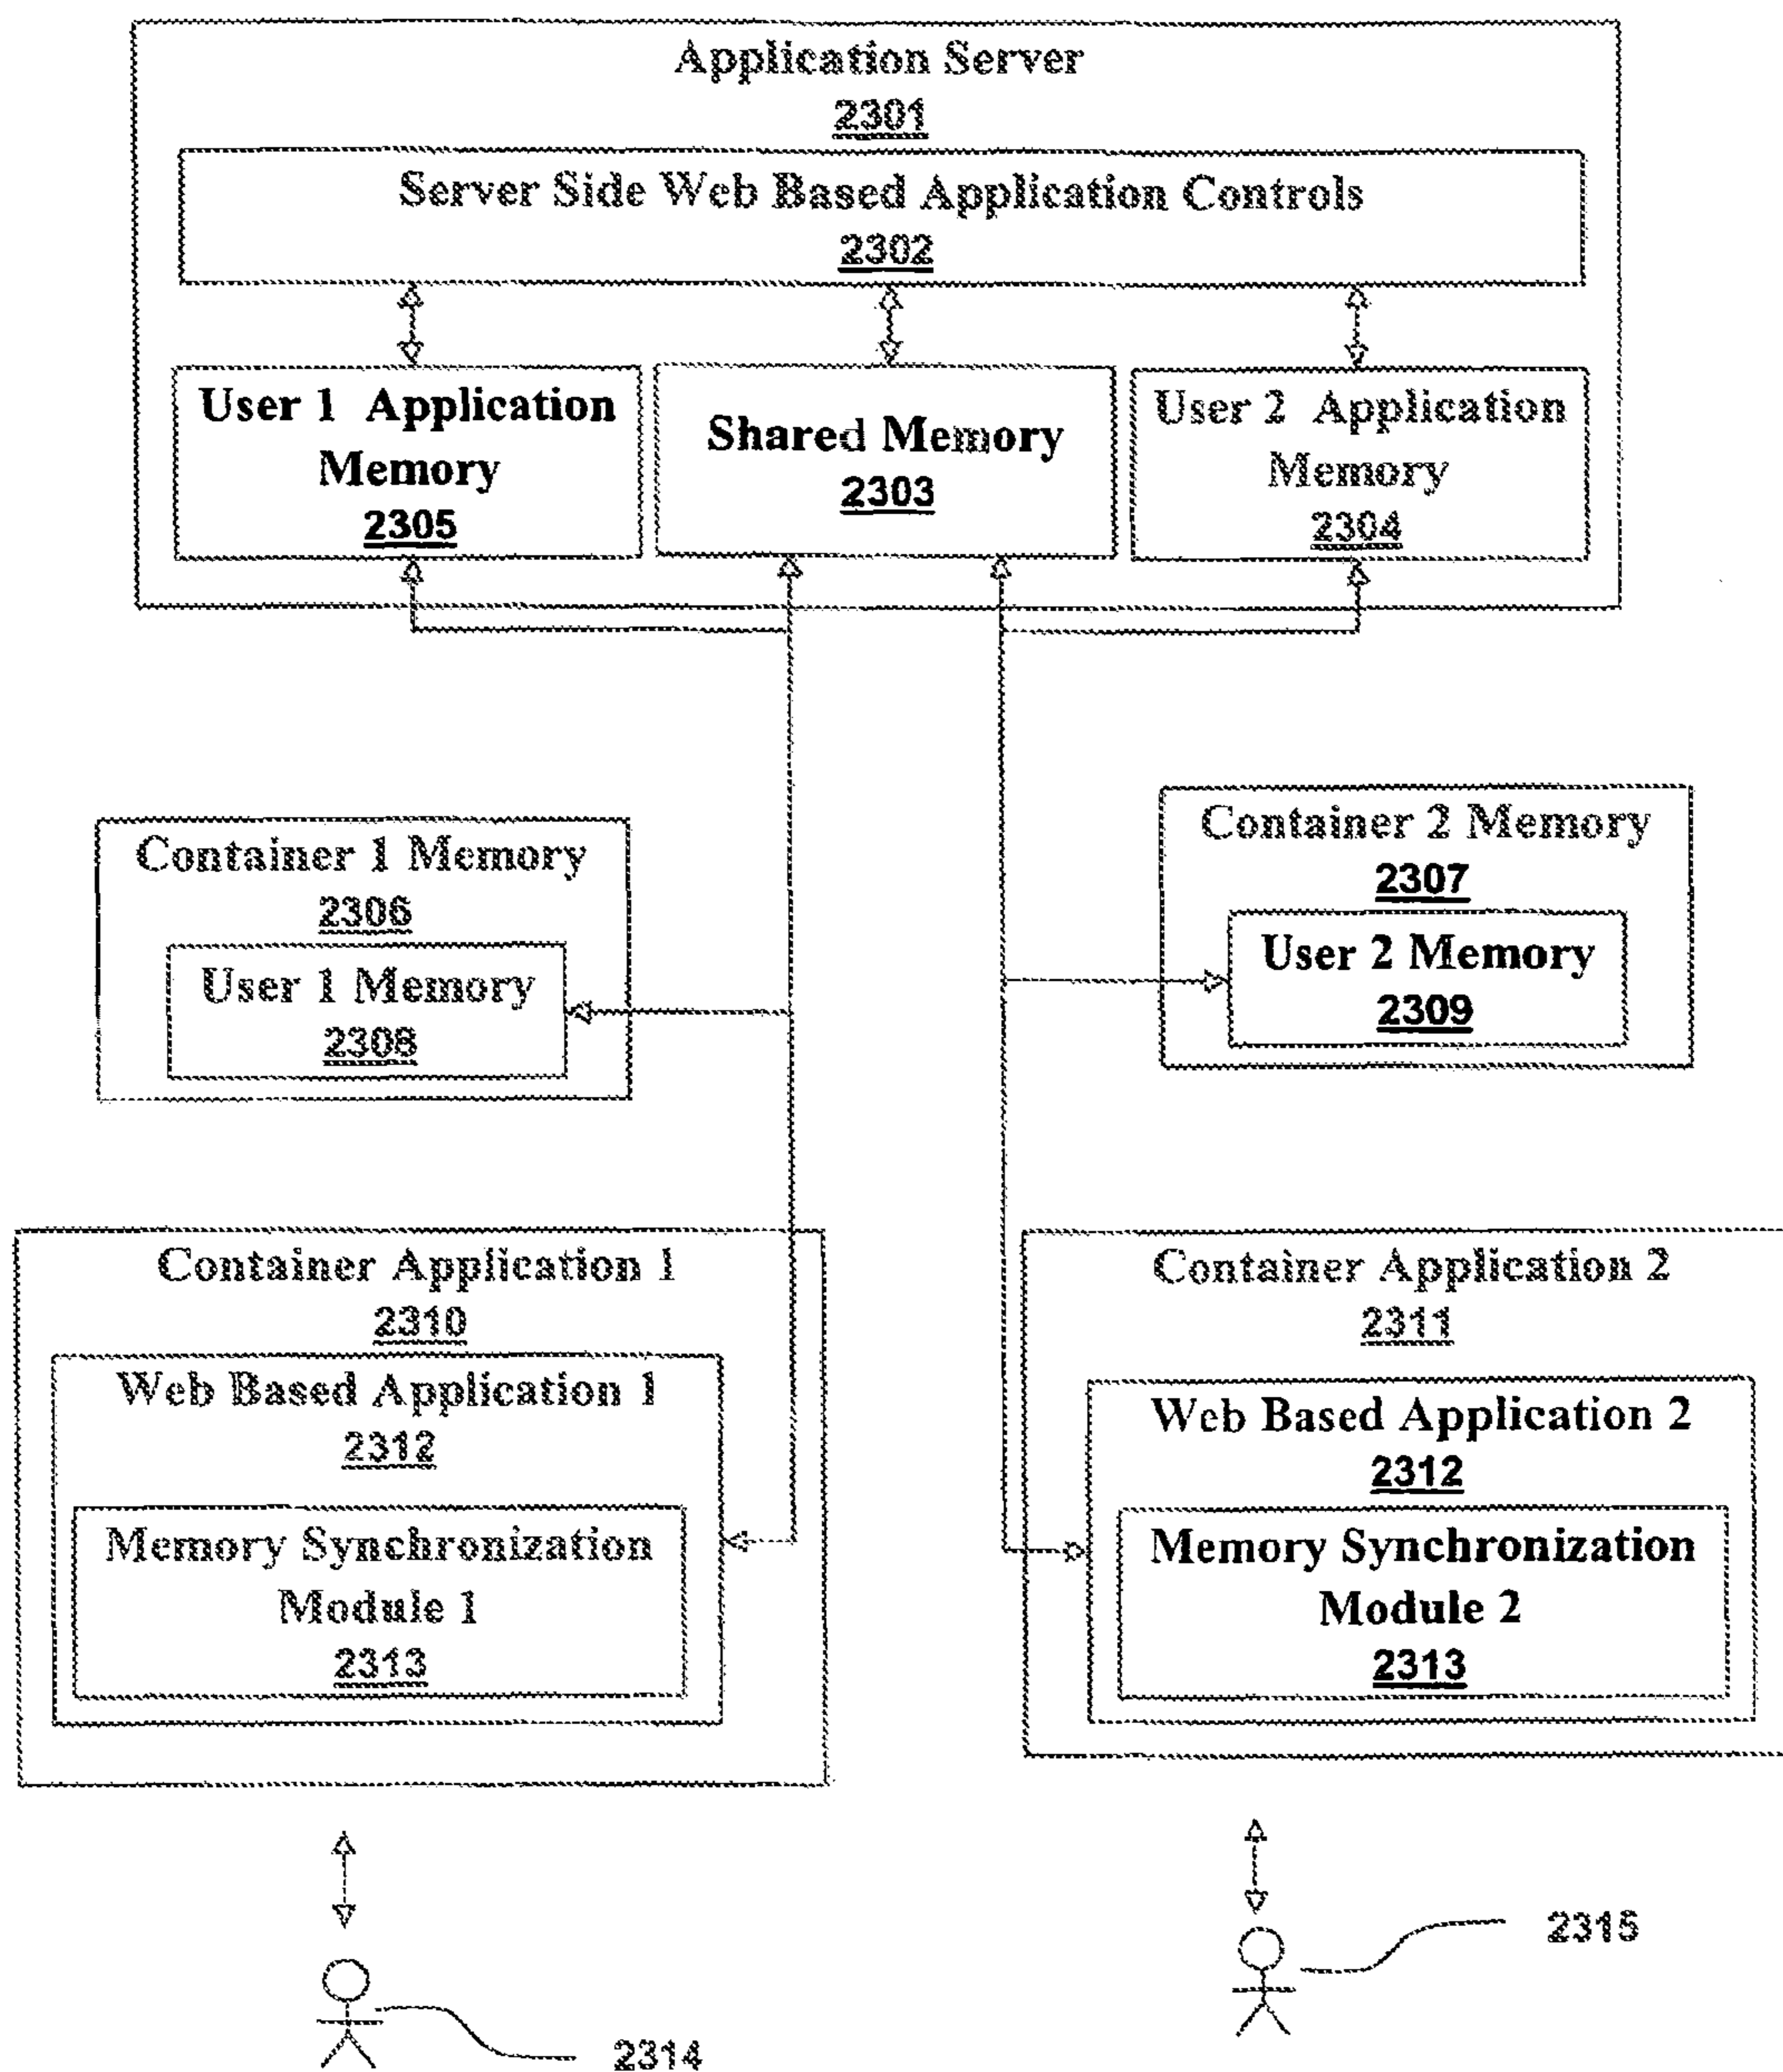 Application Server
2301
Server Side Web Based Application Controls
2302
User 1 Application
Memory
2305
Shared Memory
2303
User 2 Application
Memory
2304
Container 1 Memory
2306
User 1 Memory
2308
Container 2 Memory
2307
User 2 Memory
2309
Container Application 1
2310
Web Based Application 1
2312
Memory Synchronization
Module 1
2313
Container Application 2
2311
Web Based Application 2
2312
Memory Synchronization
Module 2
2313
2314
2315